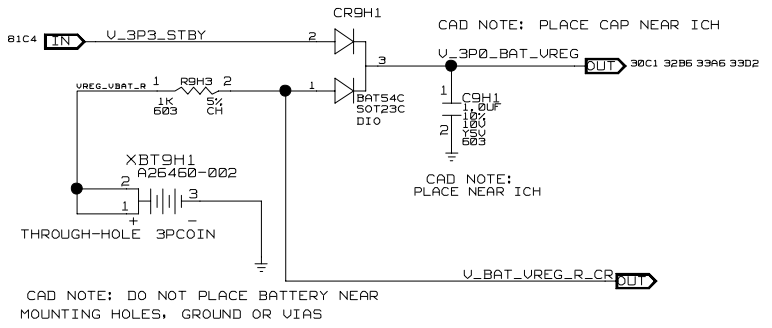 CR9H1
CAD NOTE: PLACE CAP NEAR ICH
81C4 IN V_3P3_STBY 2
3 V_3P0_BAT_VREG OUT 30C1 32B6 33A6 33D2
VREG_VBAT_R 1 R9H3 2 1
1K 5%
603 CH
BAT54C
SOT23C
DIO
1 C9H1
1.0UF
10%
10V
2 Y5V
603
XBT9H1
A26460-002
2 3
1
+ -
THROUGH-HOLE 3PCOIN
CAD NOTE:
PLACE NEAR ICH
V_BAT_VREG_R_CR OUT
CAD NOTE: DO NOT PLACE BATTERY NEAR
MOUNTING HOLES, GROUND OR VIAS